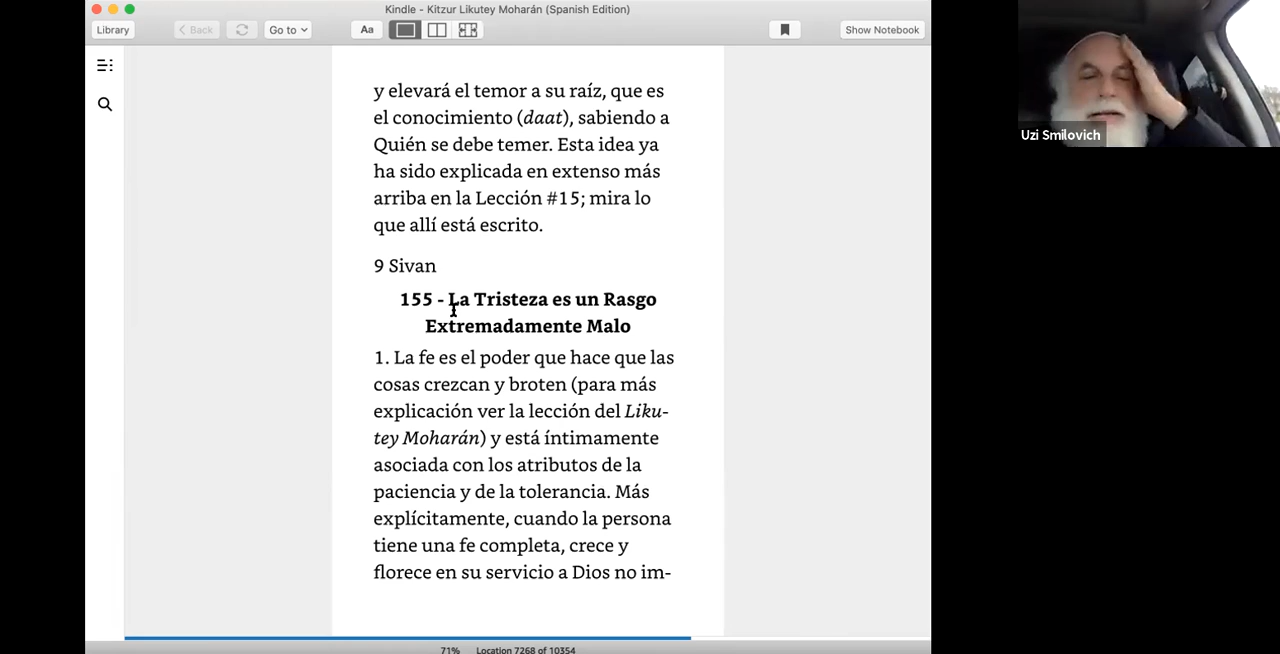 Kindle - Kitzur Likutey Moharán (Spanish Edition)
Library
Back
Go to
Aa
Show Notebook
y elevará el temor a su raíz, que es
el conocimiento (daat), sabiendo a
Quién se debe temer. Esta idea ya
ha sido explicada en extenso más
arriba en la Lección #15; mira lo
que allí está escrito.
9 Sivan
155 - La Tristeza es un Rasgo
Extremadamente Malo
1. La fe es el poder que hace que las
cosas crezcan y broten (para más
explicación ver la lección del Liku-
tey Moharán) y está íntimamente
asociada con los atributos de la
paciencia y de la tolerancia. Más
explícitamente, cuando la persona
tiene una fe completa, crece y
florece en su servicio a Dios no im-
71% Location 7268 of 10354
Uzi Smilovich